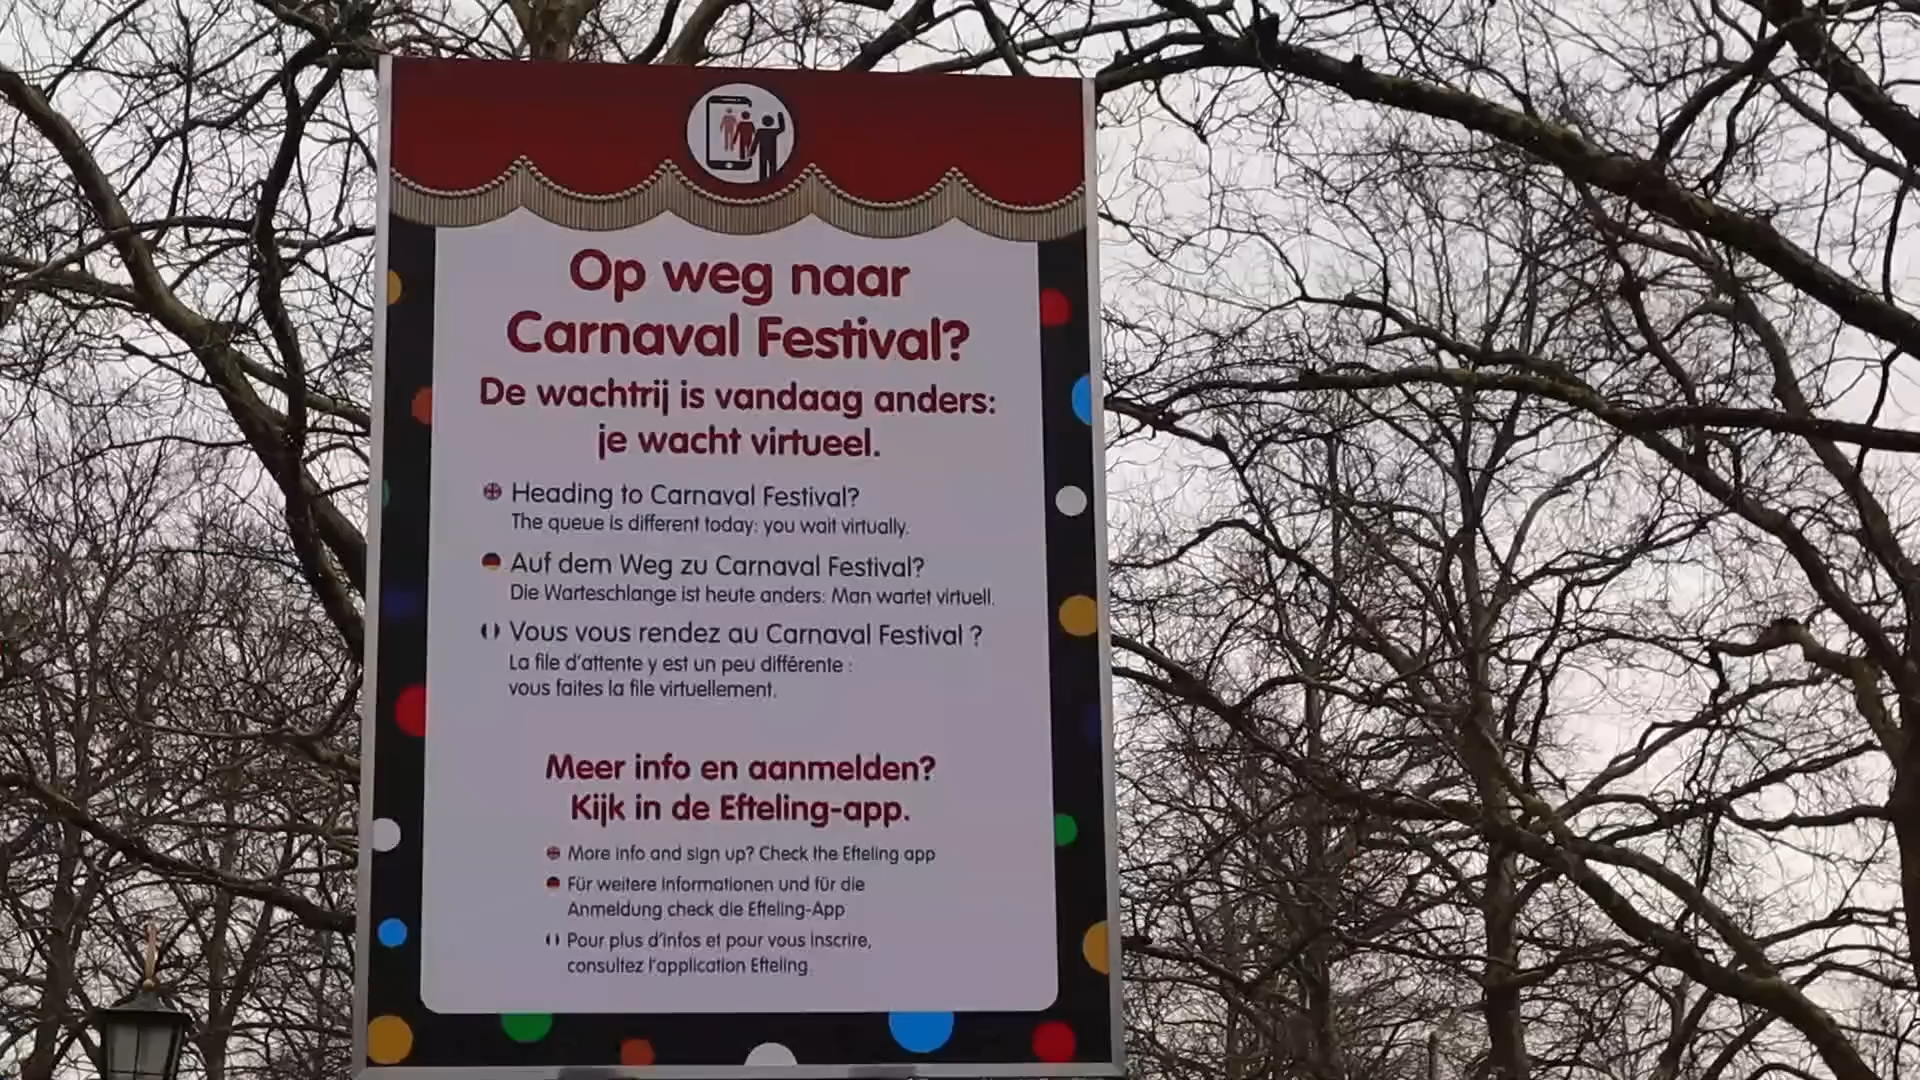 Op weg naar
Carnaval Festival?
De wachtrij is vandaag anders:
je wacht virtueel.
Heading to Carnaval Festival?
The queue is different today: you wait virtually.
Auf dem Weg zu Carnaval Festival?
Die Warteschlange ist heute anders: Man wartet virtuell.
Vous vous rendez au Carnaval Festival ?
La file d'attente y est un peu différente :
vous faites la file virtuellement.
Meer info en aanmelden?
Kijk in de Efteling-app.
More info and sign up? Check the Efteling app
Für weitere Informationen und für die
Anmeldung check die Efteling-App
Pour plus d'infos et pour vous inscrire,
consultez l'application Efteling